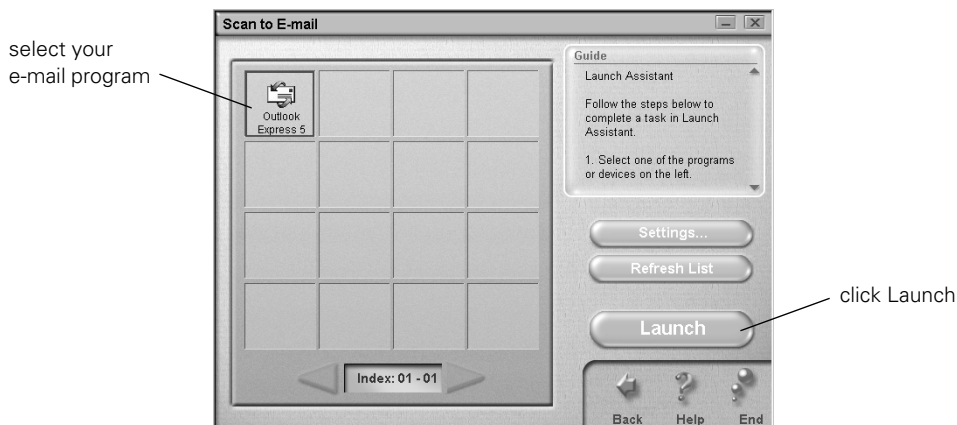 Scan to E-mail
select your
e-mail program
Outlook
Express 5
Guide
Launch Assistant
Follow the steps below to
complete a task in Launch
Assistant.
1. Select one of the programs
or devices on the left.
Settings...
Refresh List
click Launch
Launch
Index: 01 - 01
Back
Help
End